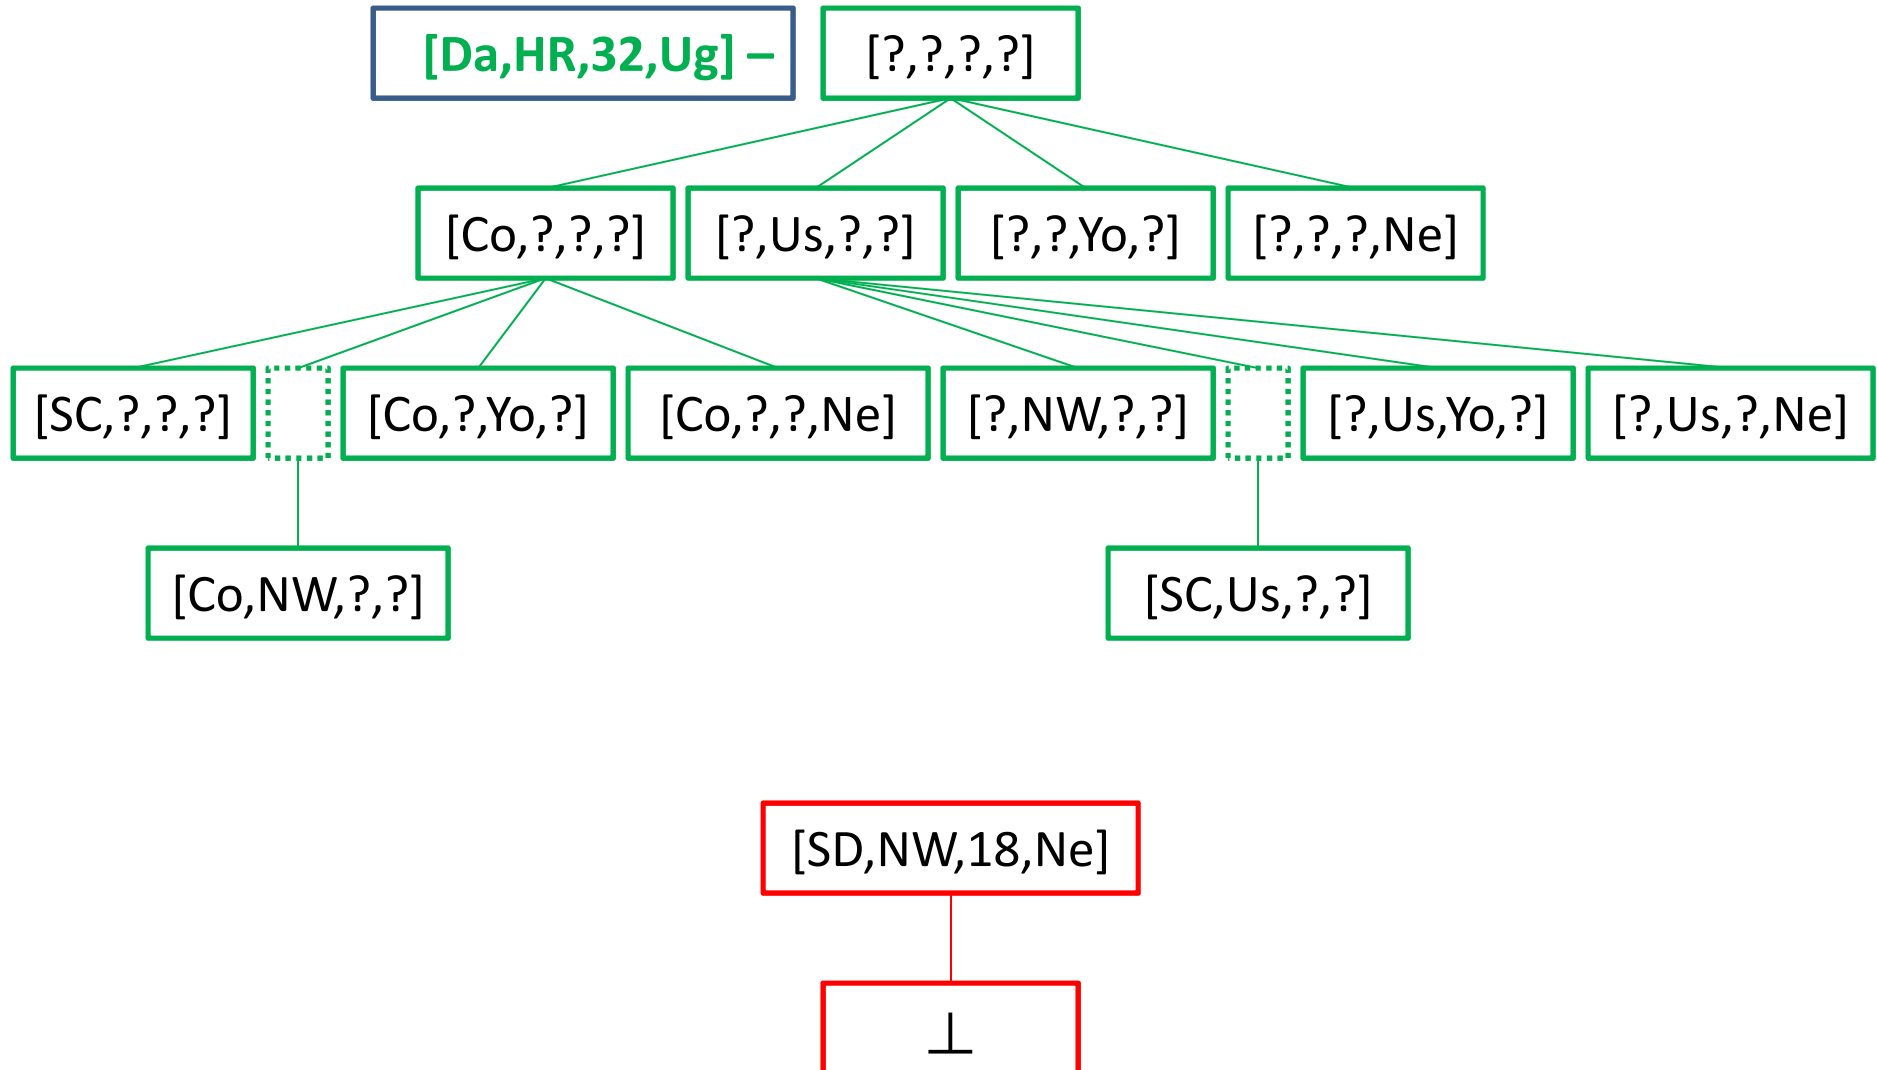 [Da,HR,32,Ug] –
[?,?,?,?]
[Co,?,?,?]
[?,Us,?,?]
[?,?,Yo,?]
[?,?,?,Ne]
[SC,?,?,?]
[Co,?,Yo,?]
[Co,?,?,Ne]
[?,NW,?,?]
[?,Us,Yo,?]
[?,Us,?,Ne]
[Co,NW,?,?]
[SC,Us,?,?]
[SD,NW,18,Ne]
⊥